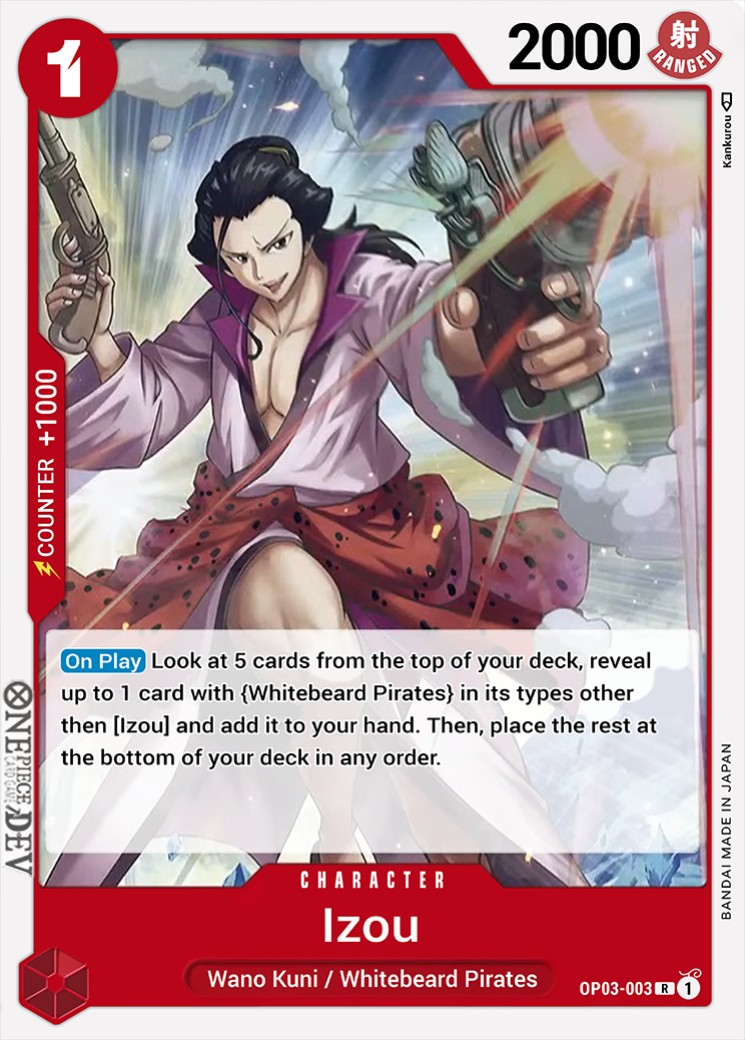 1
2000
射
RANGED
Kankurou
COUNTER +1000
On Play Look at 5 cards from the top of your deck, reveal
up to 1 card with {Whitebeard Pirates} in its types other
then [Izou] and add it to your hand. Then, place the rest at
the bottom of your deck in any order.
ONE PIECE
CARD GAME
.DEV
BANDAI MADE IN JAPAN
CHARACTER
Izou
Wano Kuni / Whitebeard Pirates
OP03-003 R 1